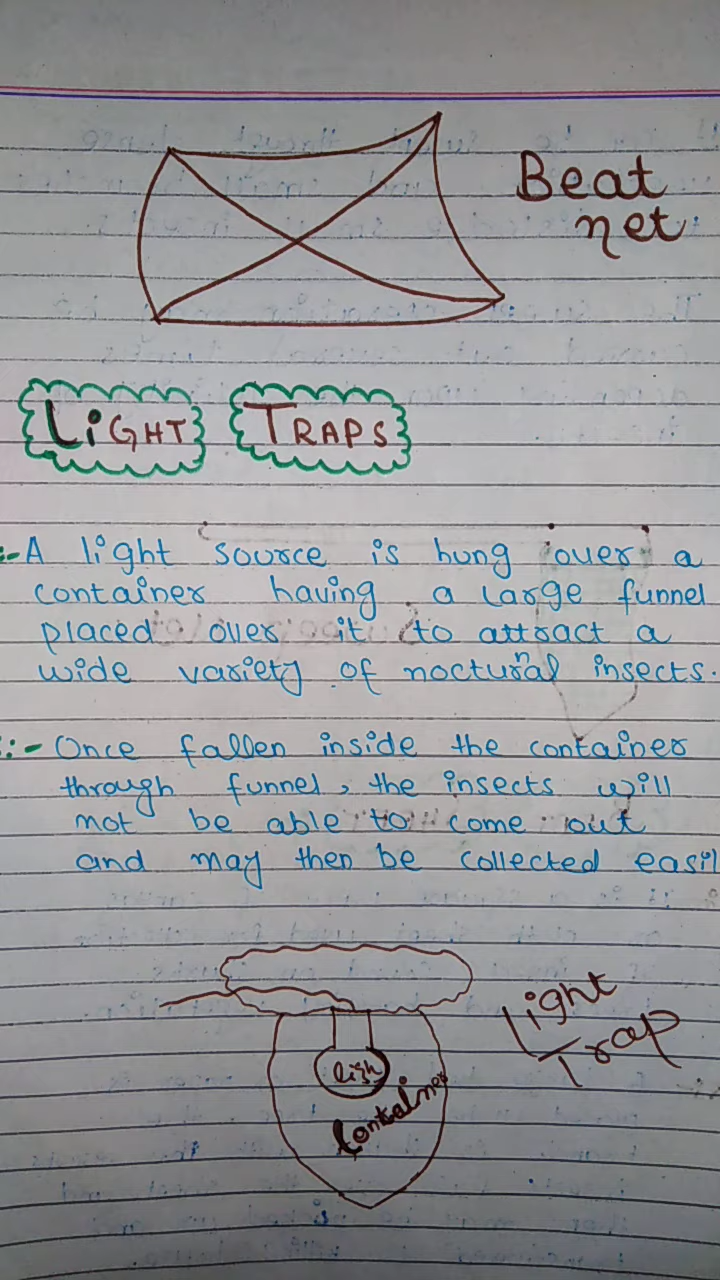 Beat
net
LiGHT TRAPS
:-A light source is hung over a
container having a large funnel
placed over it to attract a
wide variety of nocturnal insects.
:- Once fallen inside the container
through funnel, the insects will
not be able to come out
and may then be collected easil
Light
Trap
Ligh
Container